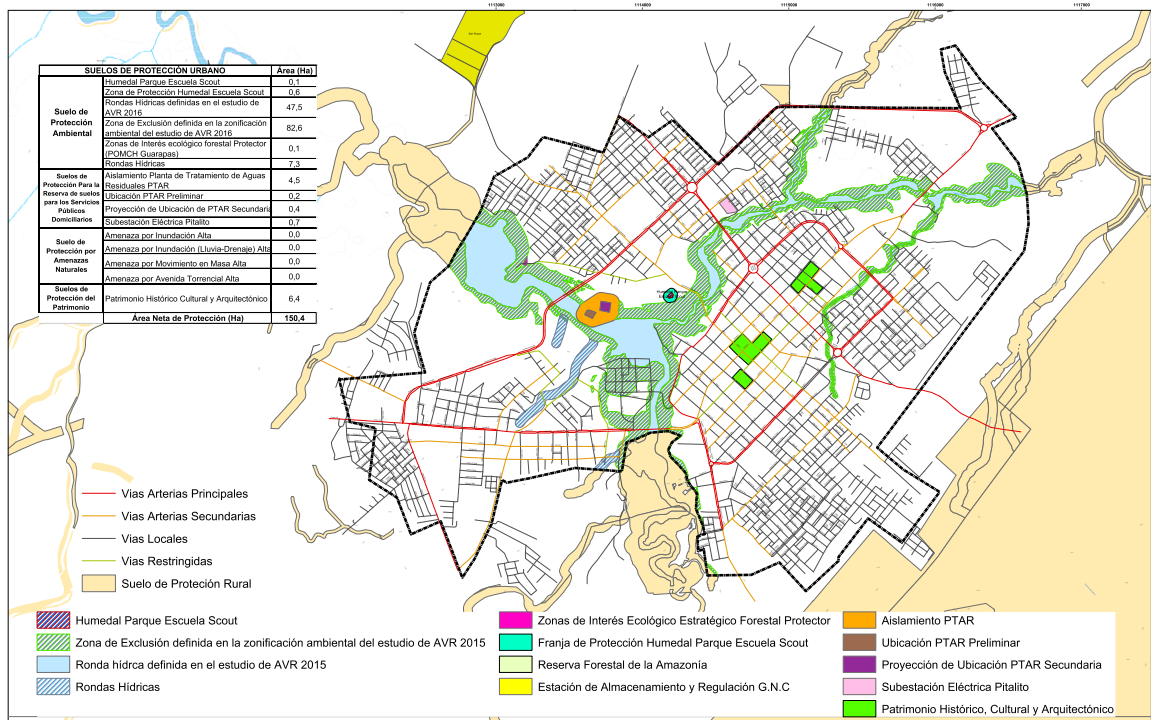 1113000 1114000 1115000 1116000 1117000
SUELOS DE PROTECCIÓN URBANO Área (Ha)
Suelo de
Protección
Ambiental
Humedal Parque Escuela Scout 0,1
Zona de Protección Humedal Escuela Scout 0,6
Rondas Hídricas definidas en el estudio de
AVR 2016 47,5
Zona de Exclusión definida en la zonificación
ambiental del estudio de AVR 2016 82,6
Zonas de Interés ecológico forestal Protector
(POMCH Guarapas) 0,1
Rondas Hídricas 7,3
Suelos de
Protección Para la
Reserva de suelos
para los Servicios
Públicos
Domiciliarios
Aislamiento Planta de Tratamiento de Aguas
Residuales PTAR 4,5
Ubicación PTAR Preliminar 0,2
Proyección de Ubicación de PTAR Secundaria 0,4
Subestación Eléctrica Pitalito 0,7
Suelo de
Protección por
Amenazas
Naturales
Amenaza por Inundación Alta 0,0
Amenaza por Inundación (Lluvia-Drenaje) Alta 0,0
Amenaza por Movimiento en Masa Alta 0,0
Amenaza por Avenida Torrencial Alta 0,0
Suelos de
Protección del
Patrimonio
Patrimonio Histórico Cultural y Arquitectónico 6,4
Área Neta de Protección (Ha) 150,4
Vias Arterias Principales
Vias Arterias Secundarias
Vias Locales
Vias Restringidas
Suelo de Proteción Rural
Humedal Parque Escuela Scout
Zona de Exclusión definida en la zonificación ambiental del estudio de AVR 2015
Ronda hídrca definida en el estudio de AVR 2015
Rondas Hídricas
Zonas de Interés Ecológico Estratégico Forestal Protector
Franja de Protección Humedal Parque Escuela Scout
Reserva Forestal de la Amazonía
Estación de Almacenamiento y Regulación G.N.C
Aislamiento PTAR
Ubicación PTAR Preliminar
Proyección de Ubicación PTAR Secundaria
Subestación Eléctrica Pitalito
Patrimonio Histórico, Cultural y Arquitectónico